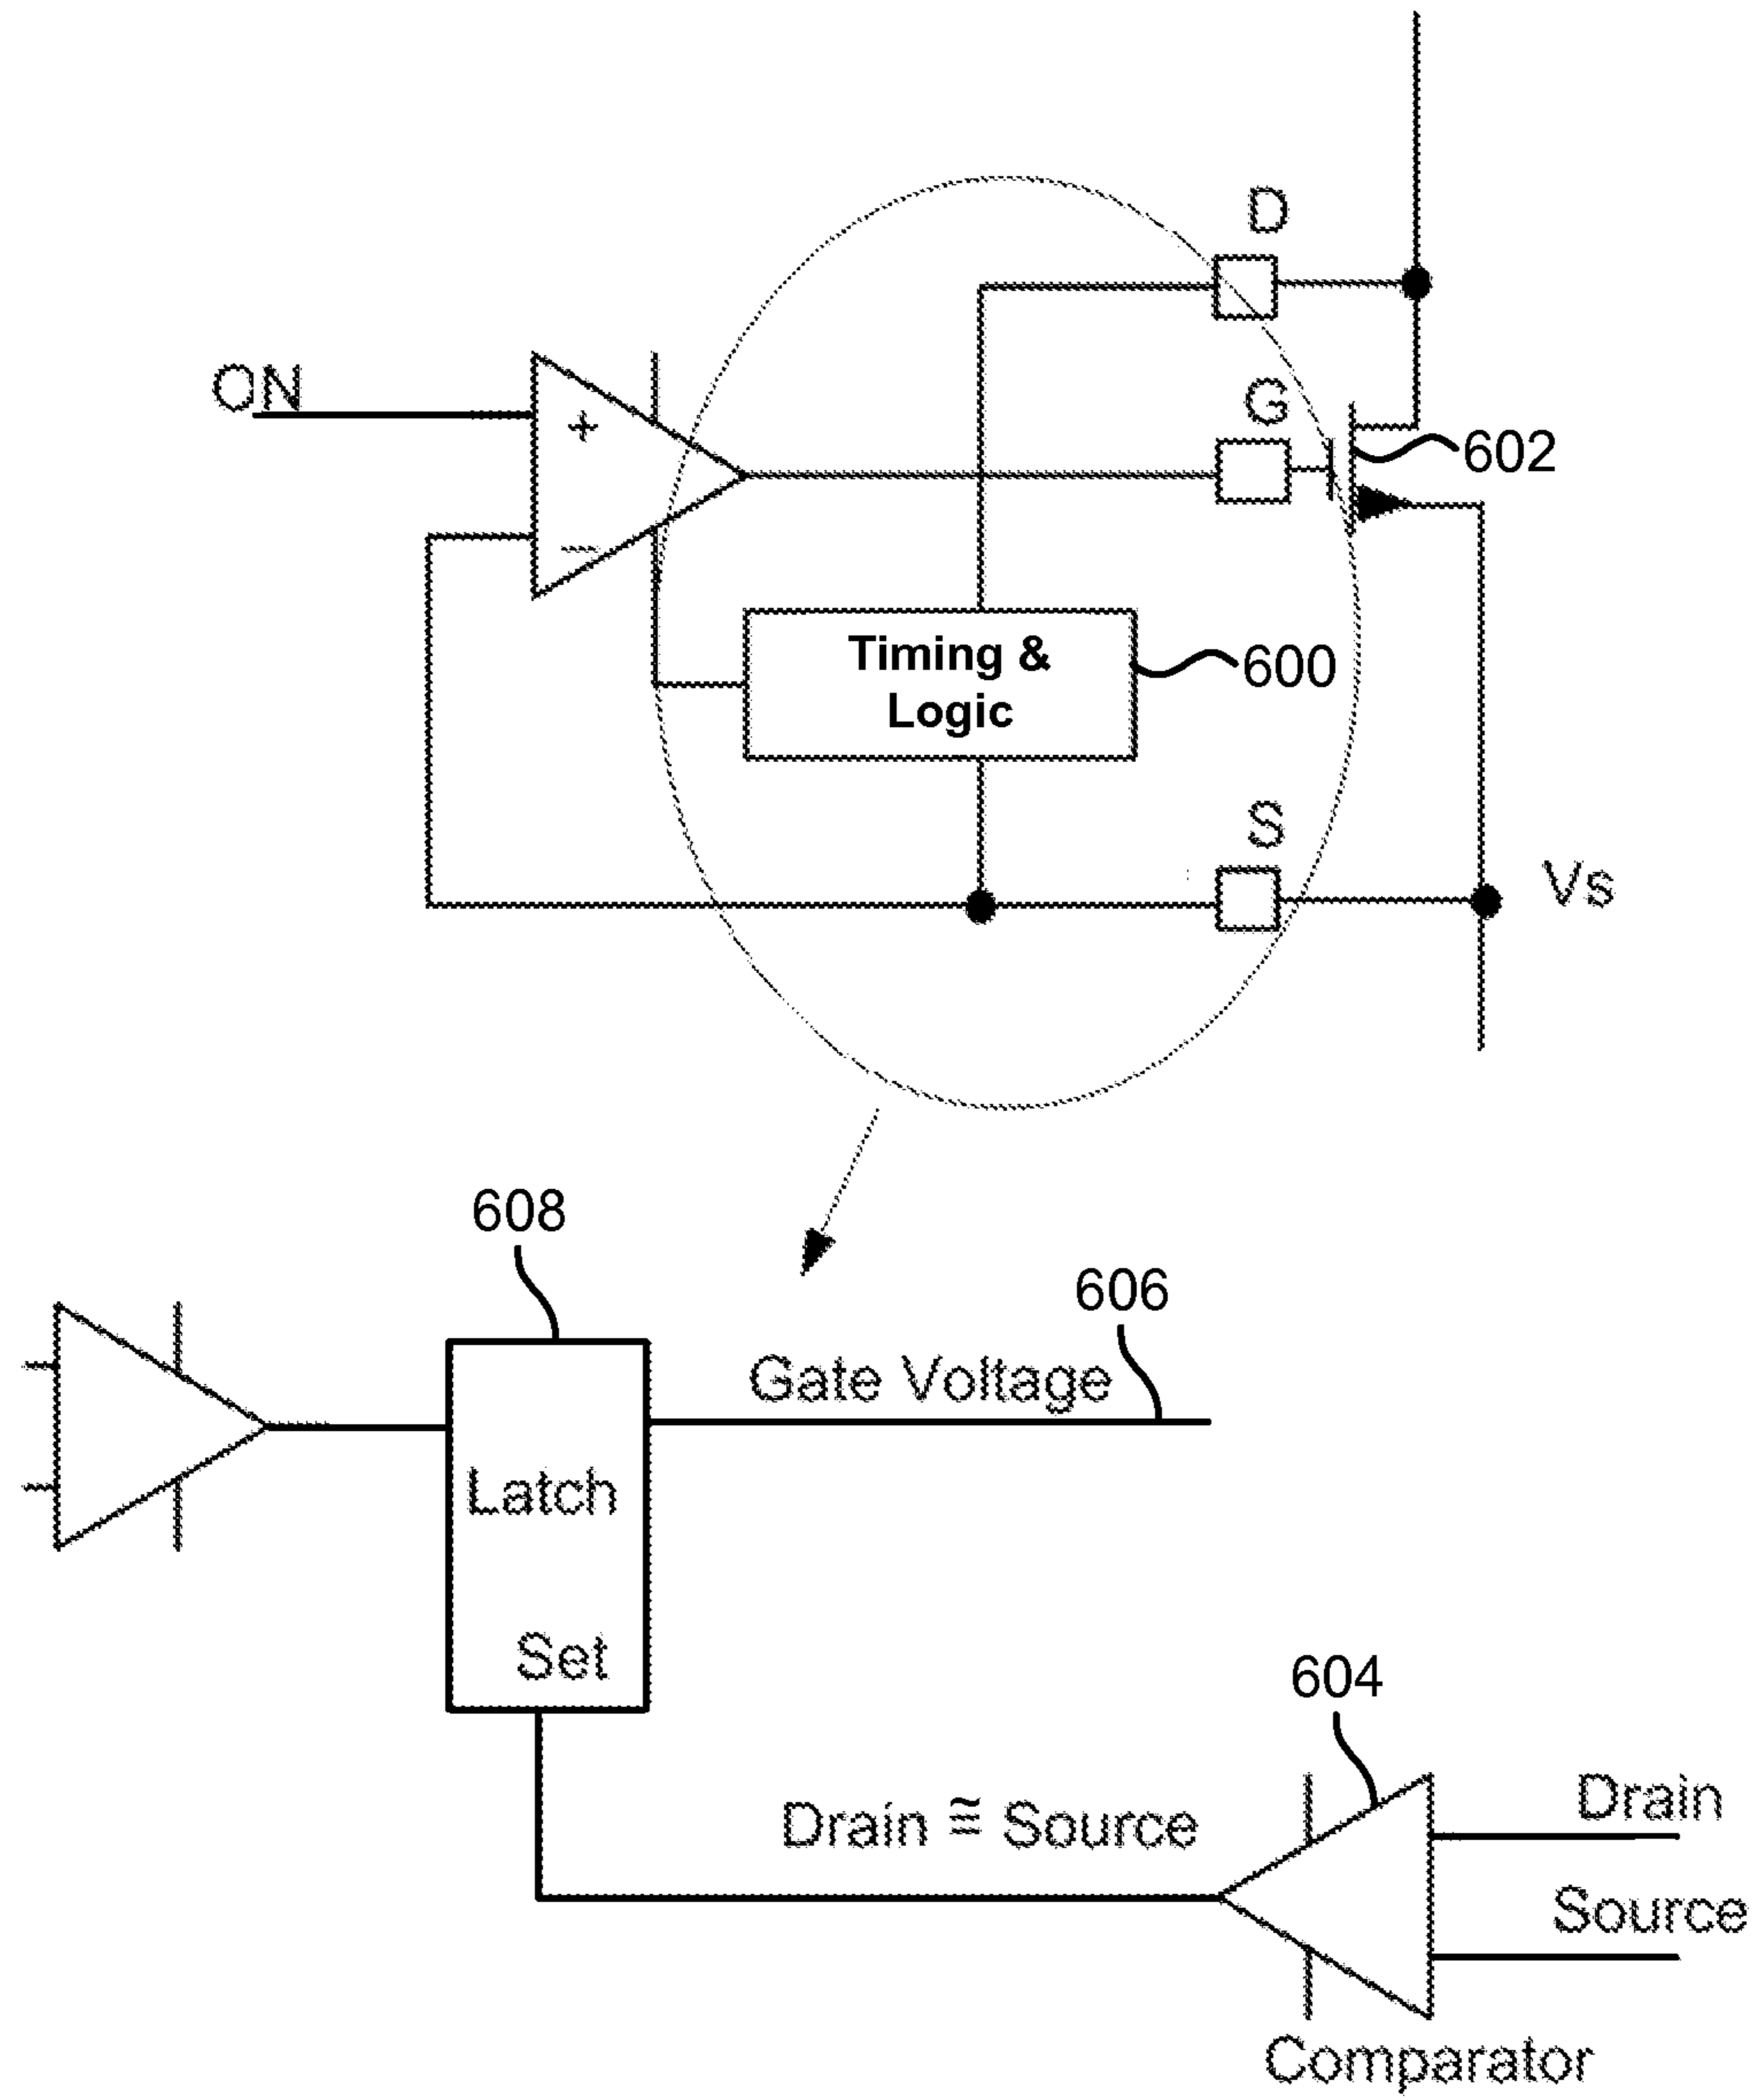 D
ON
+
G
602
−
Timing &
Logic
600
S
Vs
608
606
Gate Voltage
Latch
Set
604
Drain ≅ Source
Drain
Source
Comparator